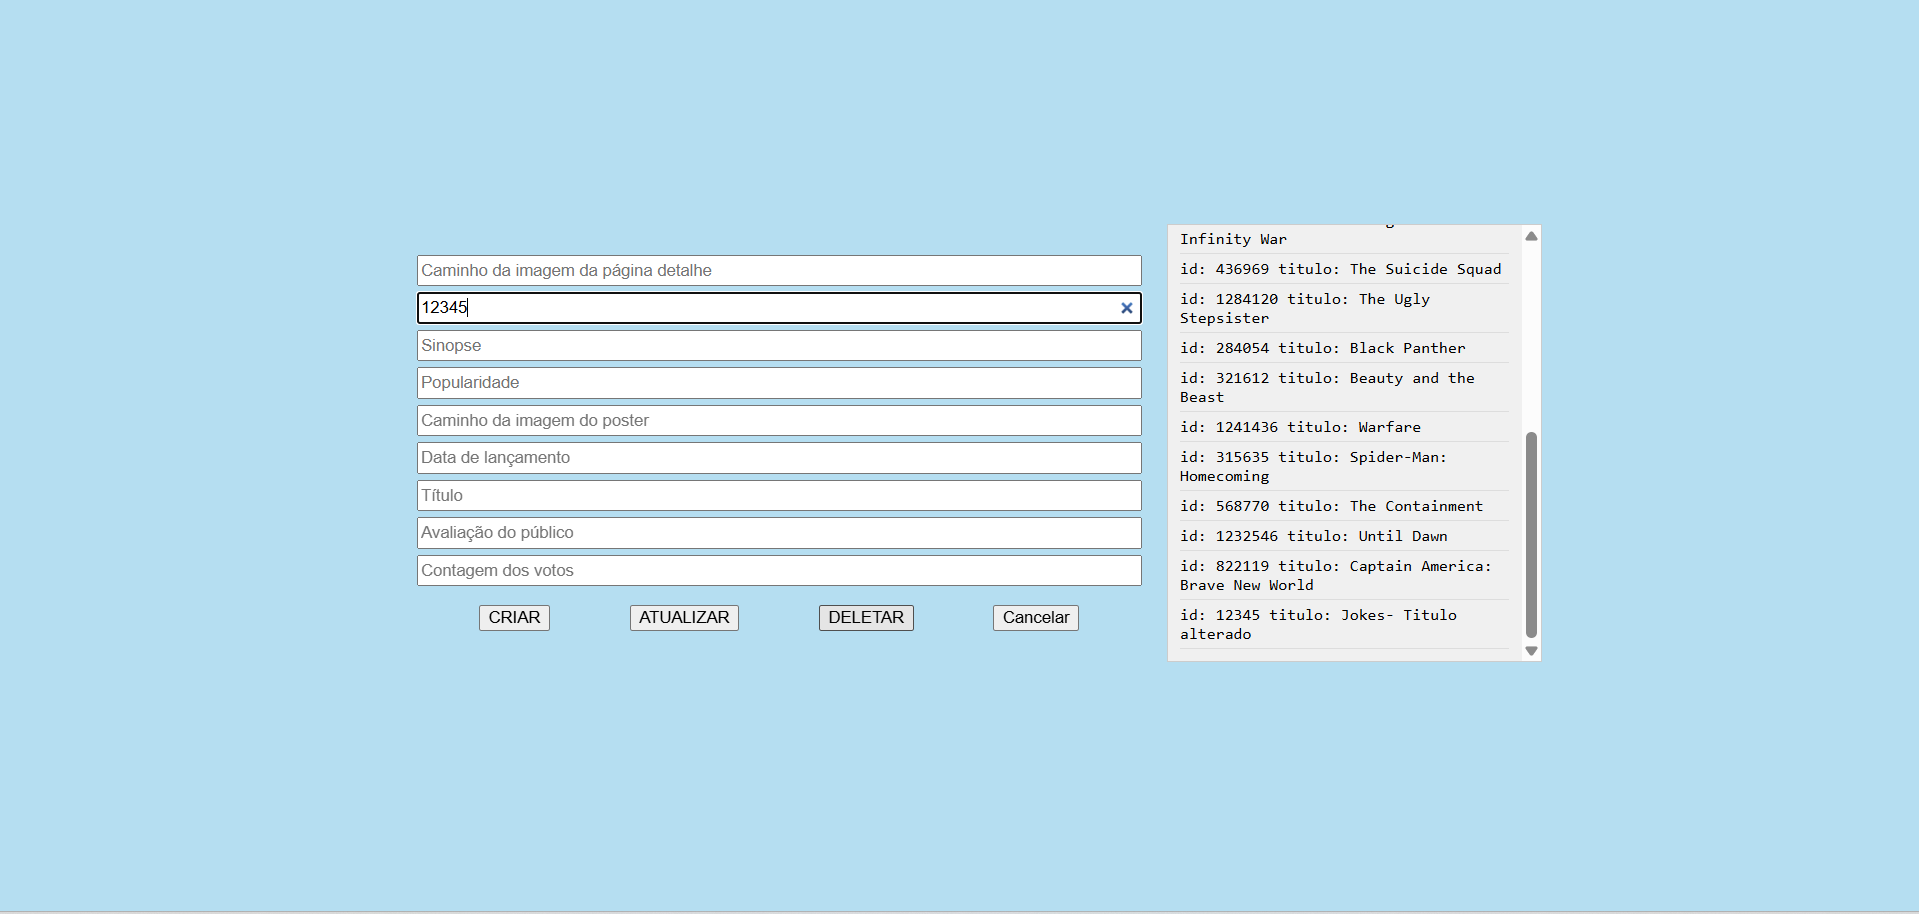 Caminho da imagem da página detalhe
12345
Sinopse
Popularidade
Caminho da imagem do poster
Data de lançamento
Título
Avaliação do público
Contagem dos votos
CRIAR ATUALIZAR DELETAR Cancelar
Infinity War
id: 436969 titulo: The Suicide Squad
id: 1284120 titulo: The Ugly
Stepsister
id: 284054 titulo: Black Panther
id: 321612 titulo: Beauty and the
Beast
id: 1241436 titulo: Warfare
id: 315635 titulo: Spider-Man:
Homecoming
id: 568770 titulo: The Containment
id: 1232546 titulo: Until Dawn
id: 822119 titulo: Captain America:
Brave New World
id: 12345 titulo: Jokes- Titulo
alterado